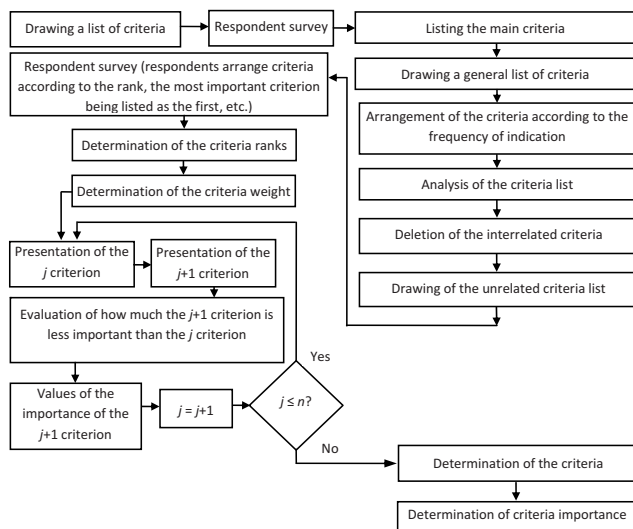 Drawing a list of criteria
Respondent survey
Listing the main criteria
Drawing a general list of criteria
Arrangement of the criteria according to the
frequency of indication
Analysis of the criteria list
Deletion of the interrelated criteria
Drawing of the unrelated criteria list
Respondent survey (respondents arrange criteria
according to the rank, the most important criterion
being listed as the first, etc.)
Determination of the criteria ranks
Determination of the criteria weight
Presentation of the
j criterion
Presentation of the
j+1 criterion
Evaluation of how much the j+1 criterion is
less important than the j criterion
Values of the
importance of the
j+1 criterion
j = j+1
j ≤ n?
Yes
No
Determination of the criteria
Determination of criteria importance